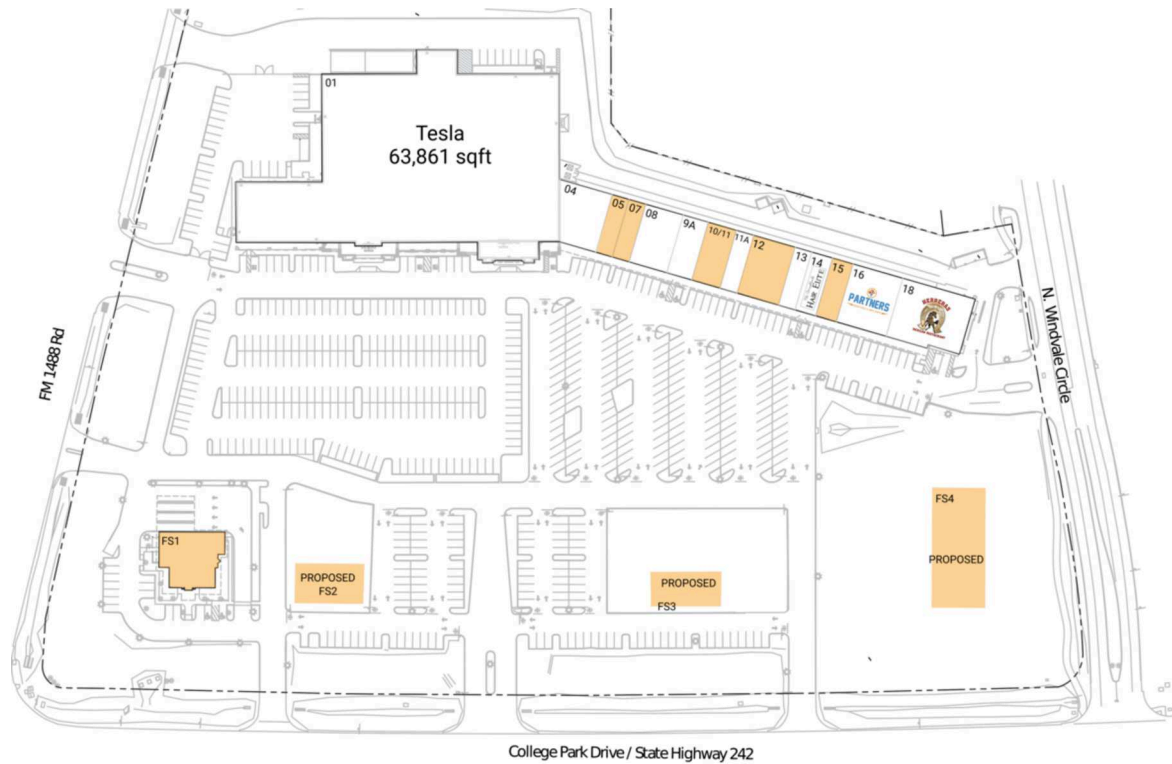 01
Tesla
63,861 sqft
04
05
07
08
9A
10/11
11A
12
13
14
HAIR ELITE
15
16
PARTNERS
18
HERRERAS
N. Windvale Circle
FM 1488 Rd
FS1
PROPOSED
FS2
PROPOSED
FS3
FS4
PROPOSED
College Park Drive / State Highway 242